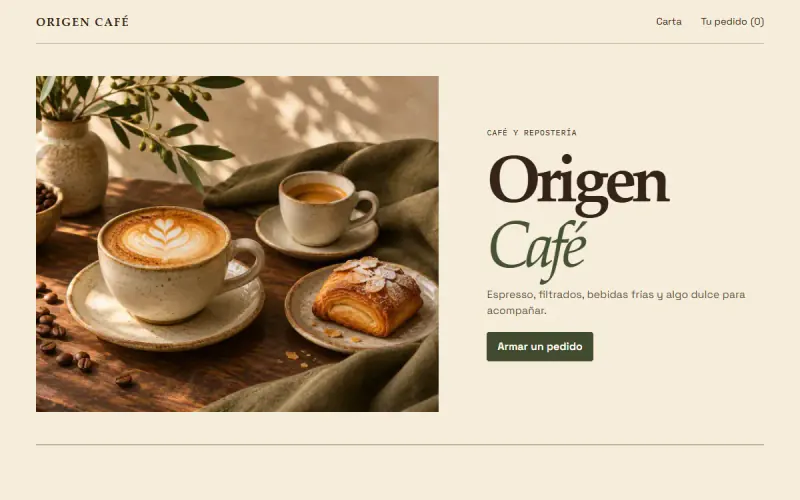 ORIGEN CAFÉ
Carta
Tu pedido (0)
CAFÉ Y REPOSTERÍA
Origen
Café
Espresso, filtrados, bebidas frías y algo dulce para
acompañar.
Armar un pedido